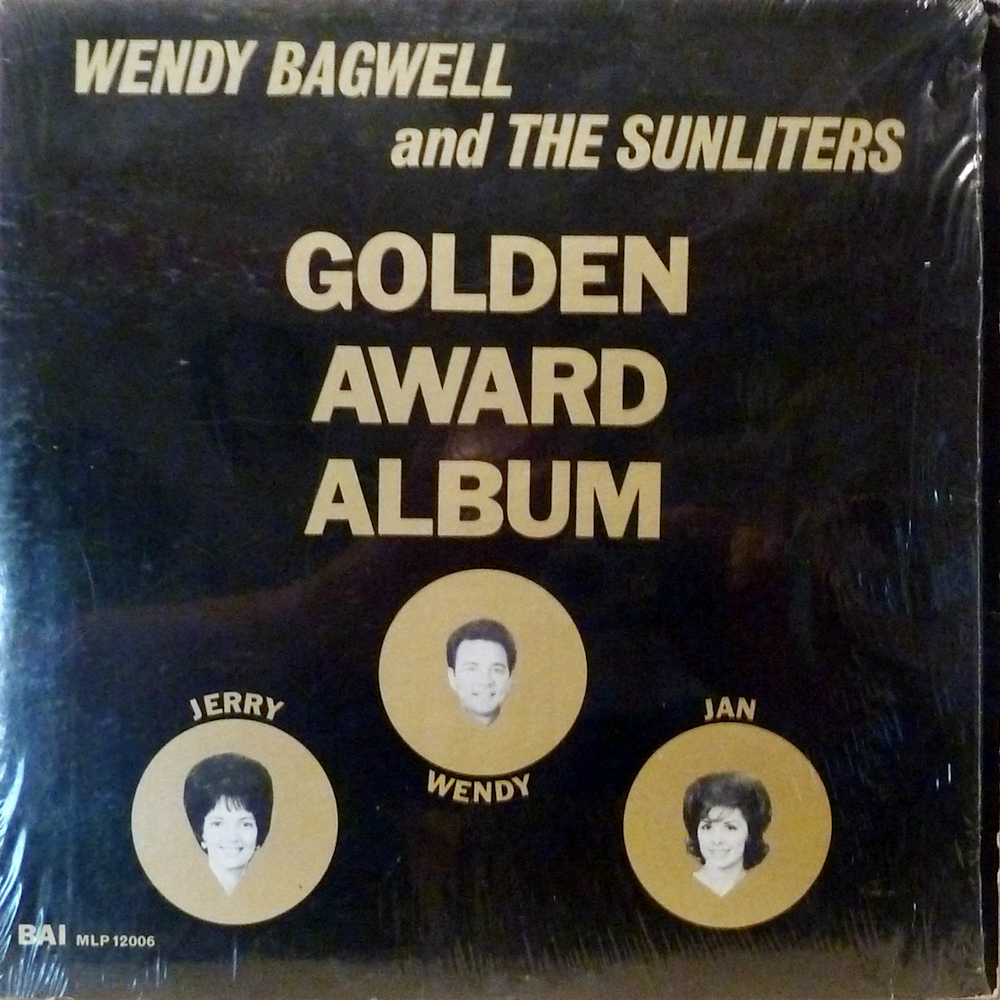 WENDY BAGWELL
and THE SUNLITERS
GOLDEN
AWARD
ALBUM
JERRY
WENDY
JAN
BAI MLP 12006